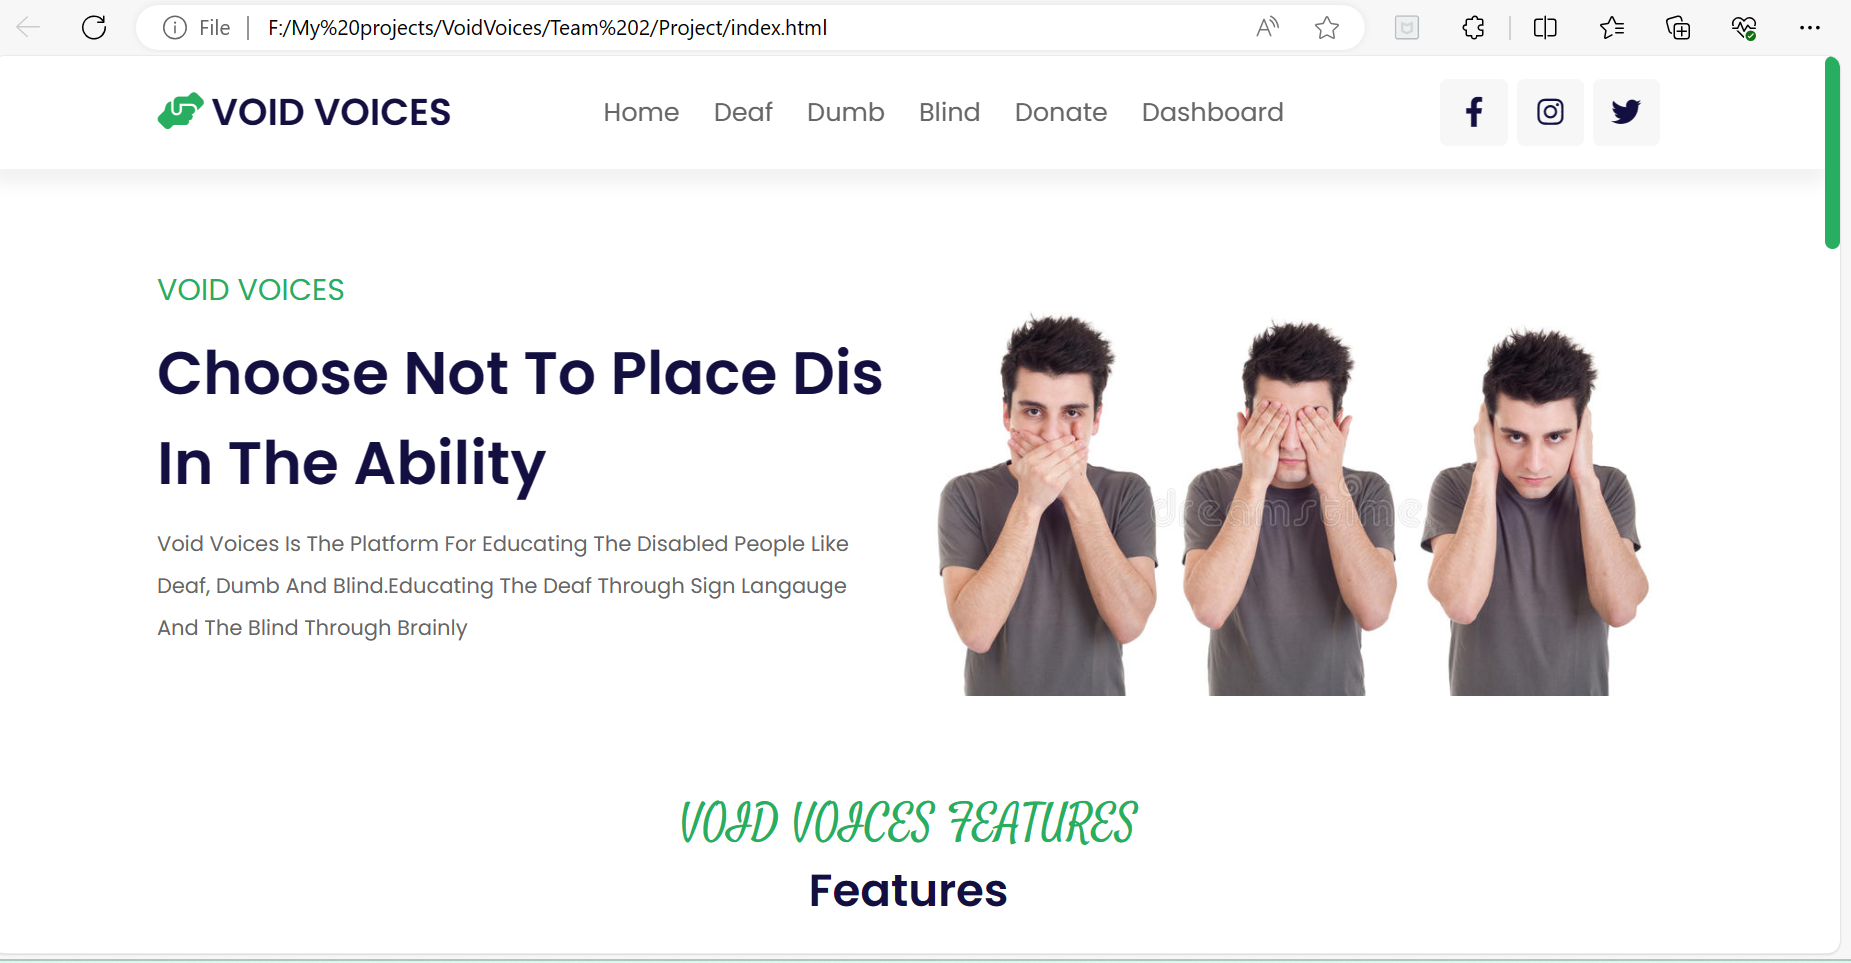 File F:/My%20projects/VoidVoices/Team%202/Project/index.html
VOID VOICES Home Deaf Dumb Blind Donate Dashboard
VOID VOICES
Choose Not To Place Dis
In The Ability
Void Voices Is The Platform For Educating The Disabled People Like
Deaf, Dumb And Blind.Educating The Deaf Through Sign Langauge
And The Blind Through Brainly
dreamstime
VOID VOICES FEATURES
Features